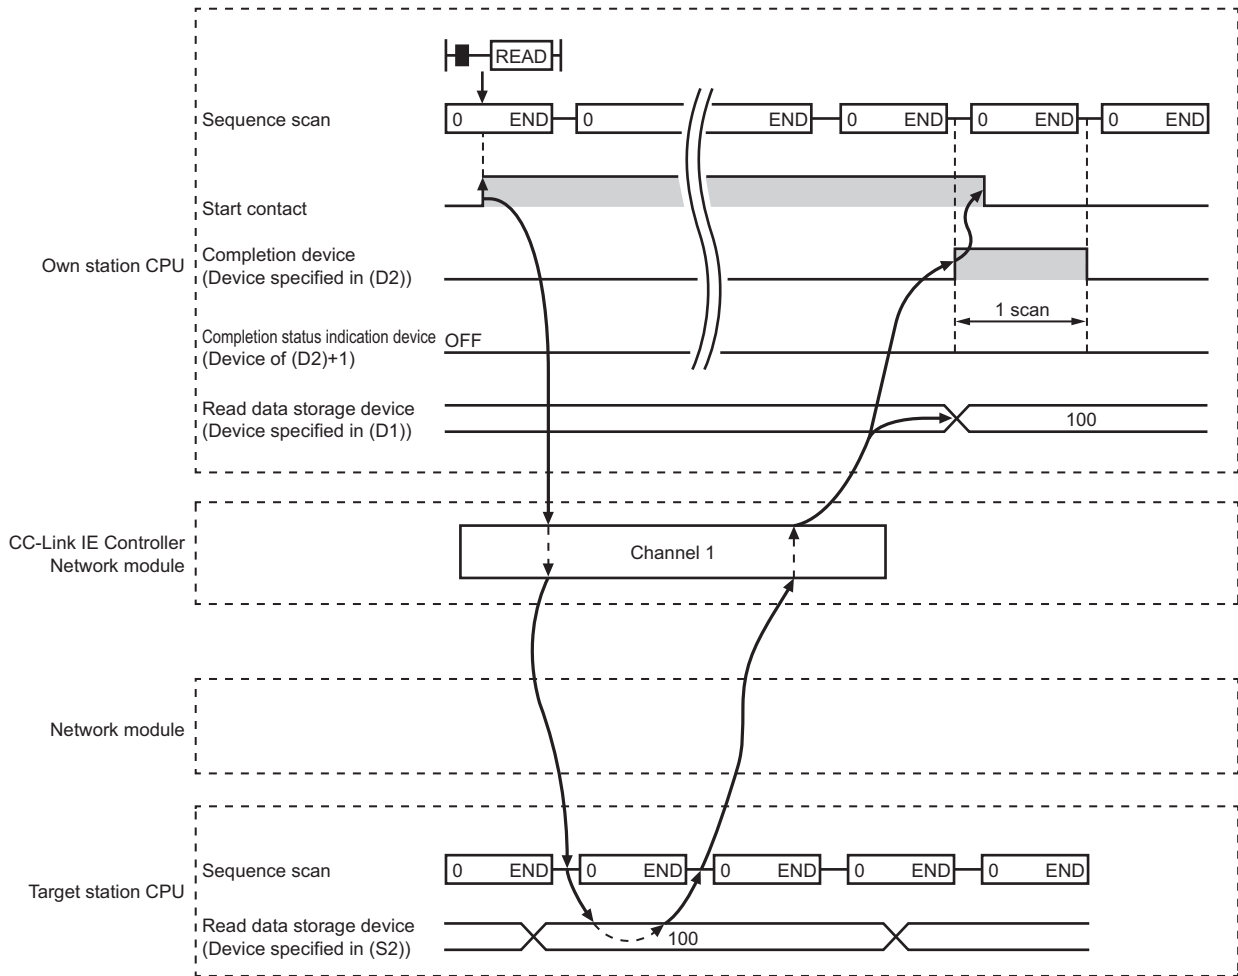 READ
Sequence scan
0 END 0 END 0 END 0 END 0 END
Start contact
Own station CPU
Completion device
(Device specified in (D2))
1 scan
Completion status indication device
OFF
(Device of (D2)+1)
Read data storage device
(Device specified in (D1))
100
CC-Link IE Controller
Network module
Channel 1
Network module
Sequence scan
0 END 0 END 0 END 0 END 0 END
Target station CPU
Read data storage device
(Device specified in (S2))
100